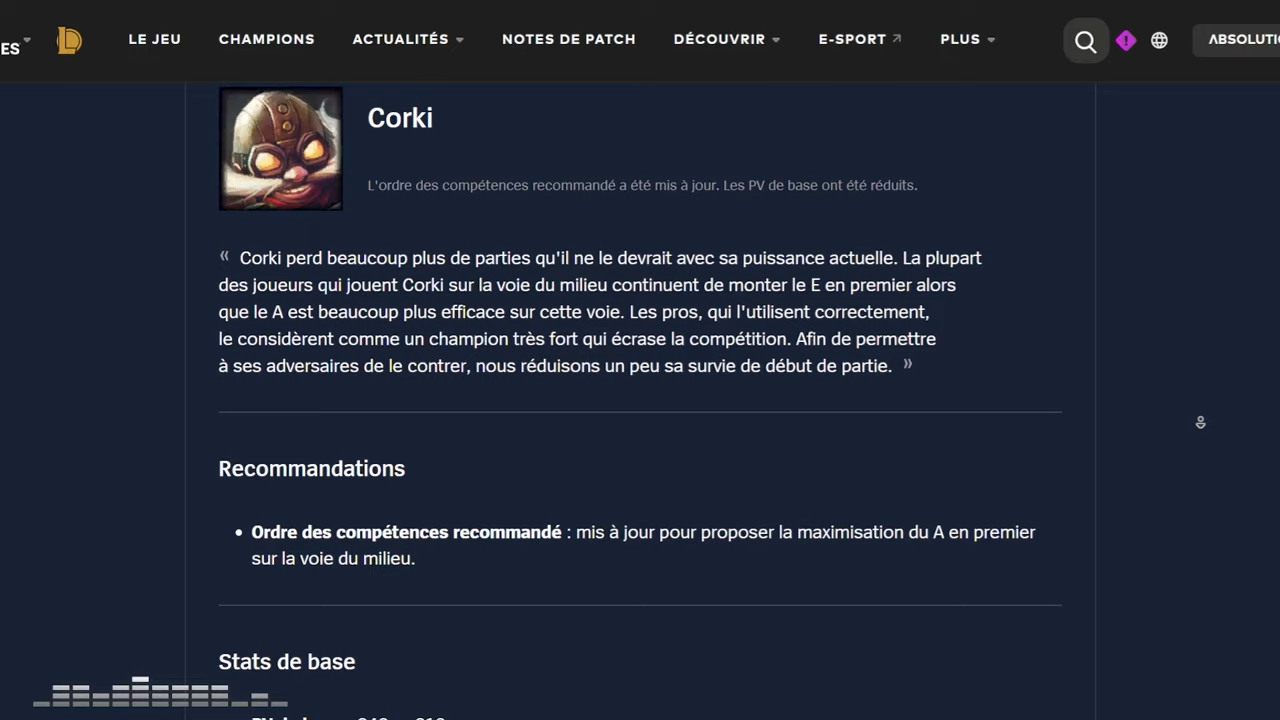 ES
LE JEU CHAMPIONS ACTUALITÉS NOTES DE PATCH DÉCOUVRIR E-SPORT PLUS
Corki
L'ordre des compétences recommandé a été mis à jour. Les PV de base ont été réduits.
« Corki perd beaucoup plus de parties qu'il ne le devrait avec sa puissance actuelle. La plupart
des joueurs qui jouent Corki sur la voie du milieu continuent de monter le E en premier alors
que le A est beaucoup plus efficace sur cette voie. Les pros, qui l'utilisent correctement,
le considèrent comme un champion très fort qui écrase la compétition. Afin de permettre
à ses adversaires de le contrer, nous réduisons un peu sa survie de début de partie. »
Recommandations
• Ordre des compétences recommandé : mis à jour pour proposer la maximisation du A en premier
sur la voie du milieu.
Stats de base